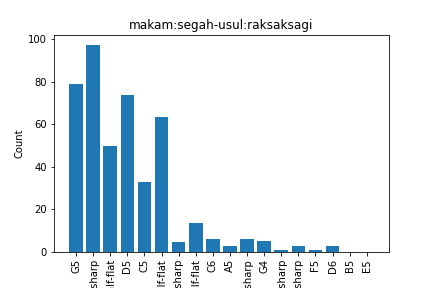 makam:segah-usul:raksaksagi
100
80
60
40
20
0
Count
G5
sharp
lf-flat
D5
C5
lf-flat
sharp
lf-flat
C6
A5
sharp
G4
sharp
sharp
F5
D6
B5
E5